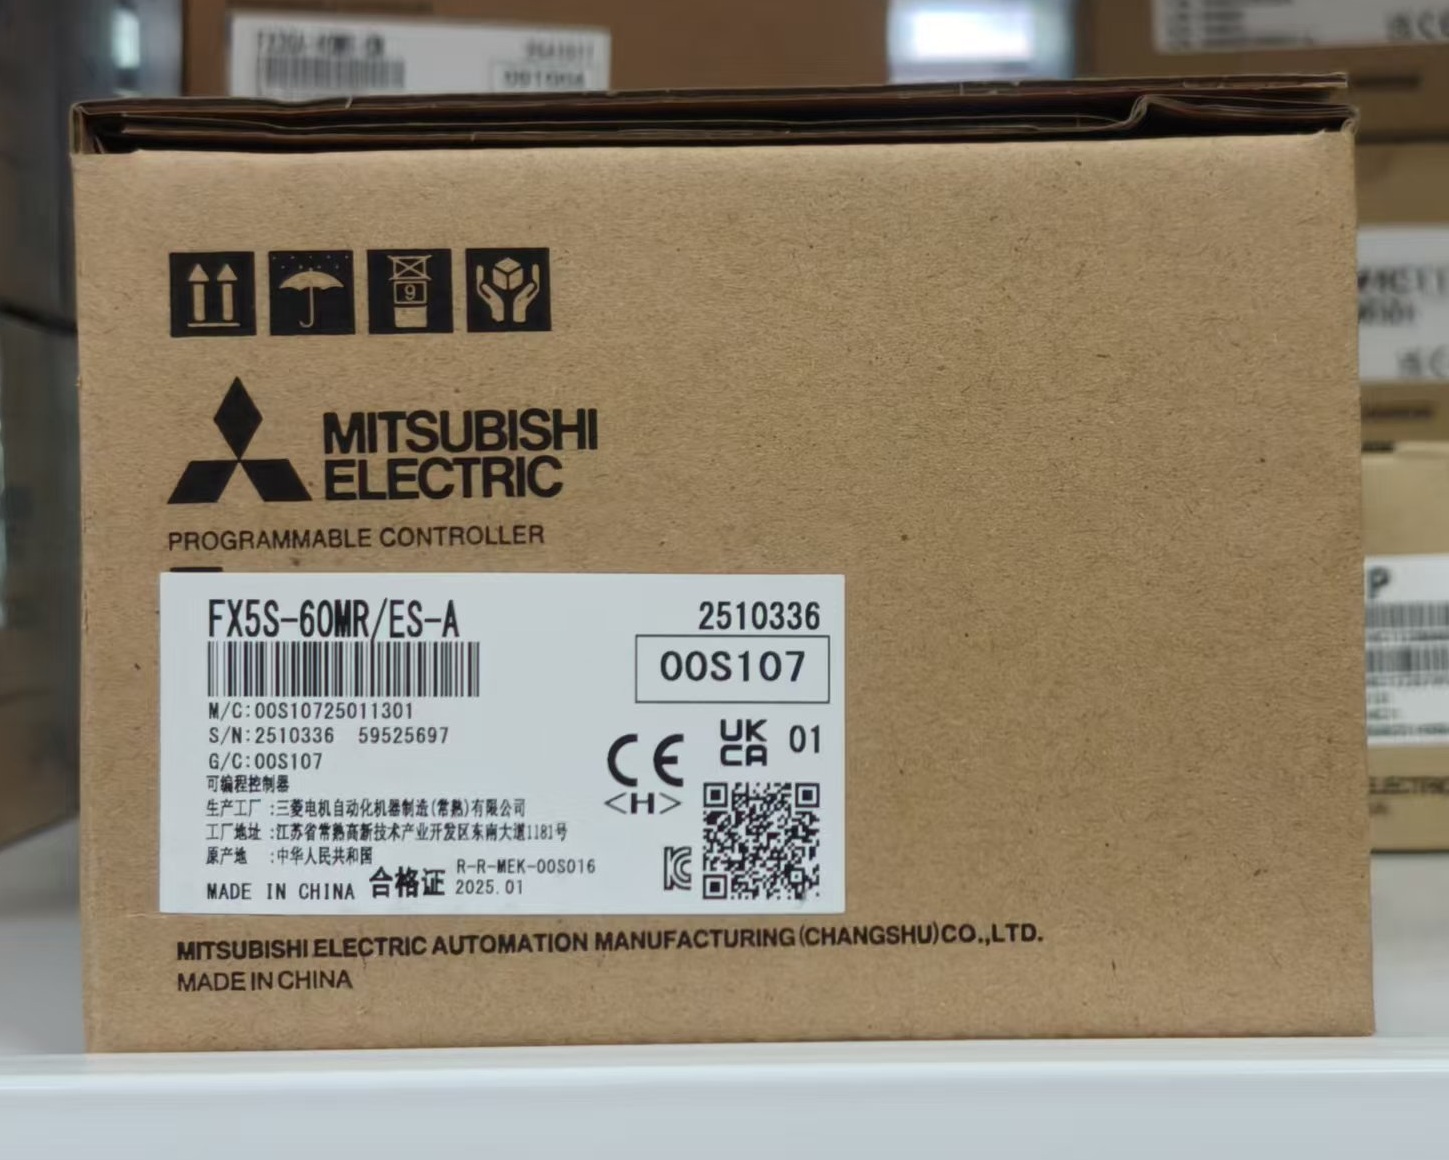 9
MITSUBISHI
ELECTRIC
PROGRAMMABLE CONTROLLER
FX5S-60MR/ES-A 2510336
00S107
M/C:00S10725011301
S/N:2510336 59525697
G/C:00S107
UK
CA 01
CE
<H>
可编程控制器
生产工厂 :三菱电机自动化机器制造(常熟)有限公司
工厂地址 :江苏省常熟高新技术产业开发区东南大道1181号
原产地 :中华人民共和国
MADE IN CHINA 合格证 R-R-MEK-00S016
2025.01
MITSUBISHI ELECTRIC AUTOMATION MANUFACTURING(CHANGSHU)CO.,LTD.
MADE IN CHINA
P